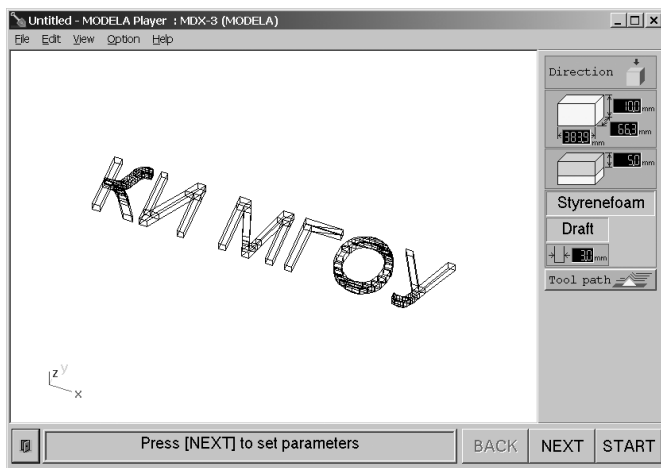 Untitled - MODELA Player : MDX-3 (MODELA)
File Edit View Option Help
Direction
10,0 mm
66,3 mm
383,9 mm
5,0 mm
Styrenefoam
Draft
3,0 mm
Tool path
КИ МГОУ
z y
x
Press [NEXT] to set parameters
BACK NEXT START